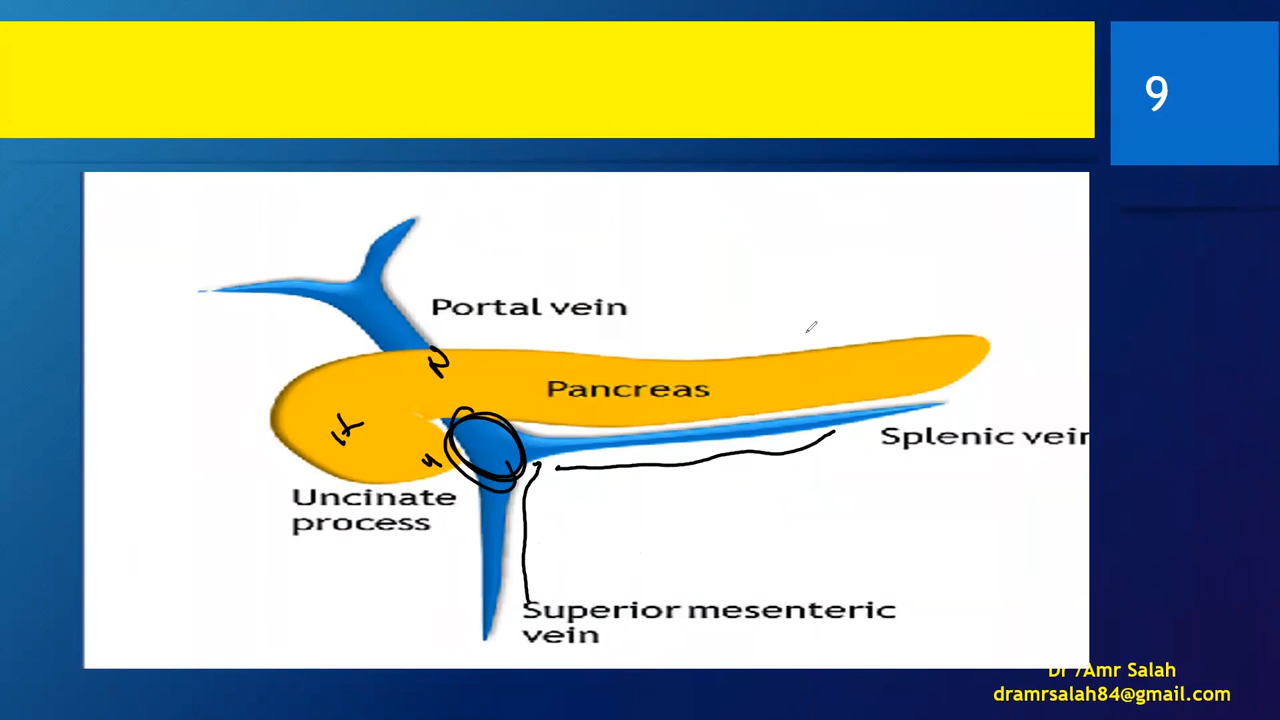 9
Portal vein
N
Pancreas
Splenic vein
Uncinate
process
Superior mesenteric
vein
Dr /Amr Salah
dramrsalah84@gmail.com